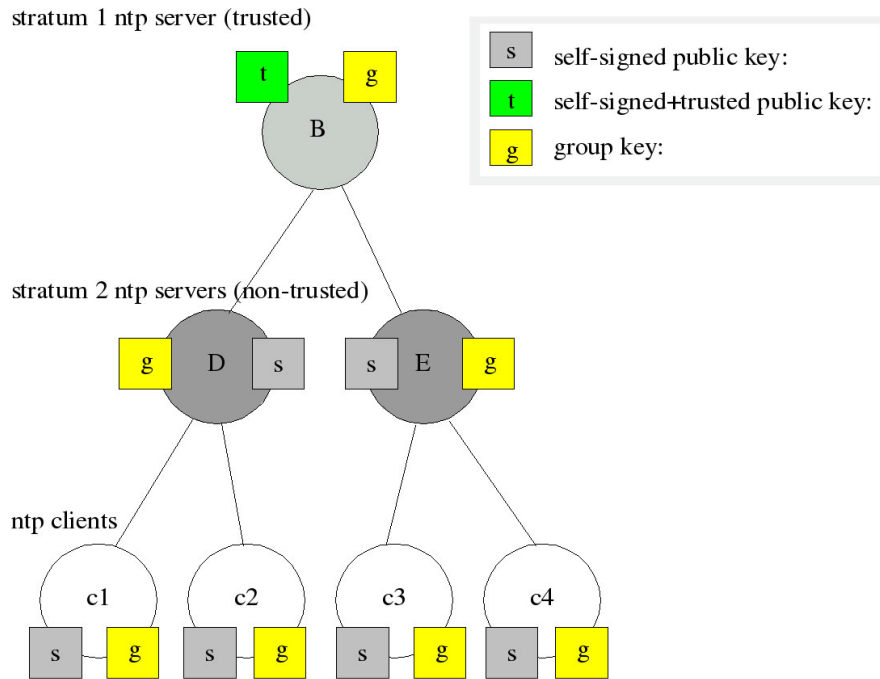 stratum 1 ntp server (trusted)
s self-signed public key:
t self-signed+trusted public key:
g group key:
t g
B
stratum 2 ntp servers (non-trusted)
g D s s E g
ntp clients
c1 c2 c3 c4
s g s g s g s g